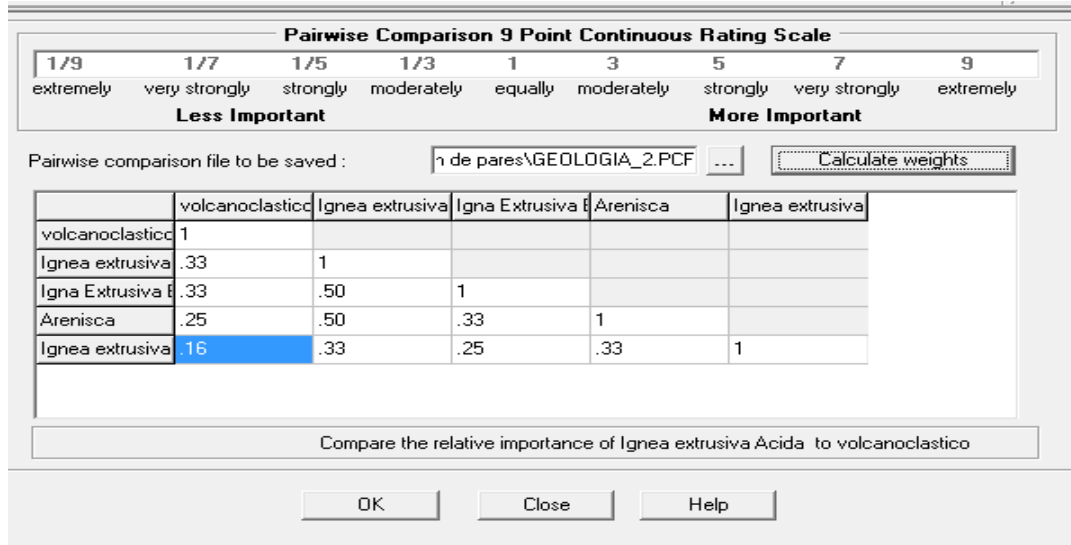 Pairwise Comparison 9 Point Continuous Rating Scale
1/9 1/7 1/5 1/3 1 3 5 7 9
extremely very strongly strongly moderately equally moderately strongly very strongly extremely
Less Important More Important
Pairwise comparison file to be saved : n de pares\GEOLOGIA_2.PCF ... Calculate weights
volcanoclastico Ignea extrusiva Igna Extrusiva E Arenisca Ignea extrusiva
volcanoclastico 1
Ignea extrusiva .33 1
Igna Extrusiva E .33 .50 1
Arenisca .25 .50 .33 1
Ignea extrusiva .16 .33 .25 .33 1
Compare the relative importance of Ignea extrusiva Acida to volcanoclastico
OK Close Help